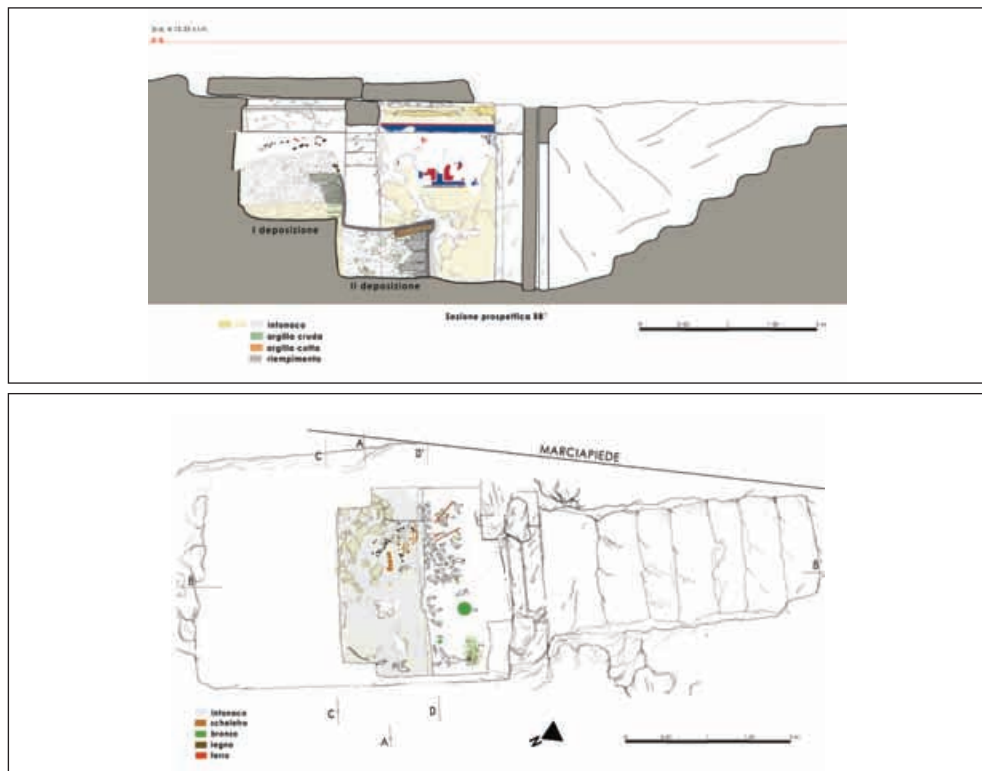 I deposizione
II deposizione
Sezione prospettica BB'
intonaco
argilla cruda
argilla cotta
riempimento
MARCIAPIEDE
A
C
D'
B
B'
C
D
A'
N
intonaco
scheletro
bronzo
legno
ferro